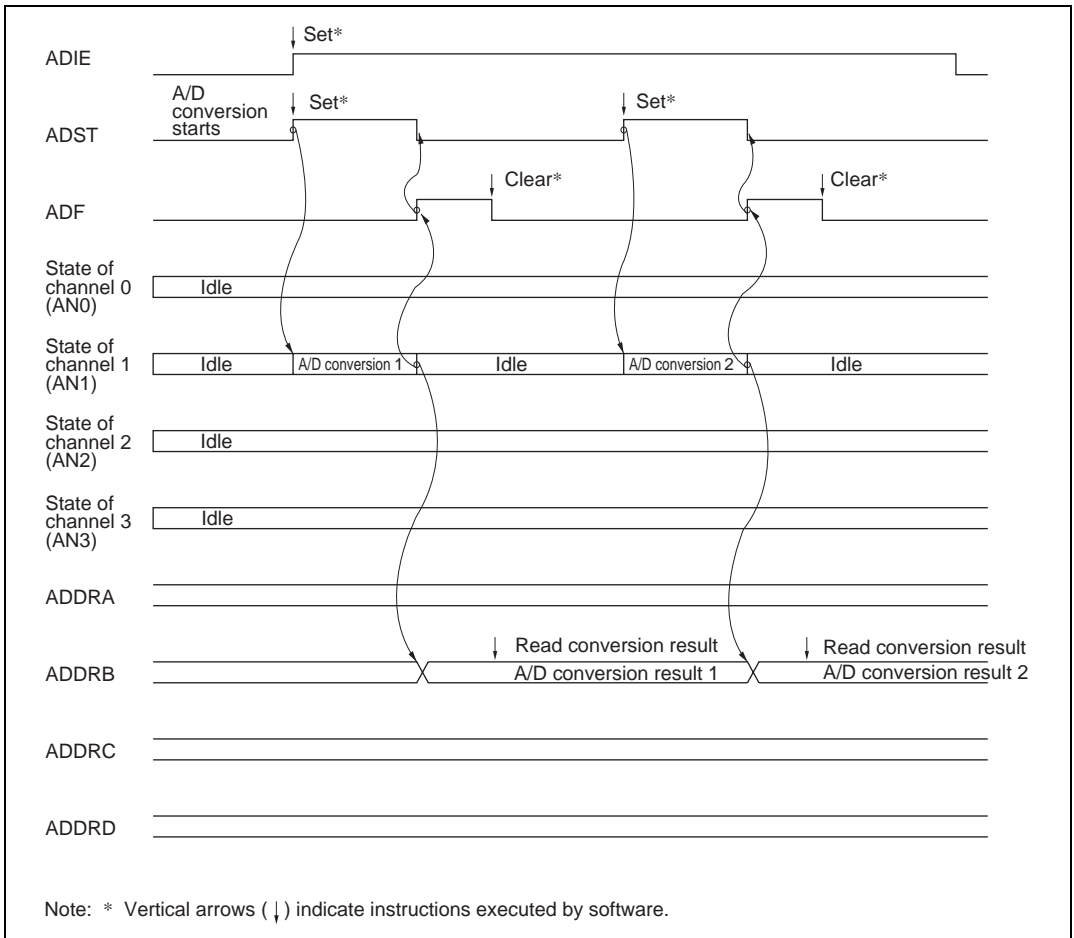 Set*
ADIE
A/D
conversion
starts
Set*
Set*
ADST
Clear*
Clear*
ADF
State of
channel 0
(AN0)
Idle
State of
channel 1
(AN1)
Idle
A/D conversion 1
Idle
A/D conversion 2
Idle
State of
channel 2
(AN2)
Idle
State of
channel 3
(AN3)
Idle
ADDRA
Read conversion result
Read conversion result
ADDRB
A/D conversion result 1
A/D conversion result 2
ADDRC
ADDRD
Note: * Vertical arrows (↓) indicate instructions executed by software.